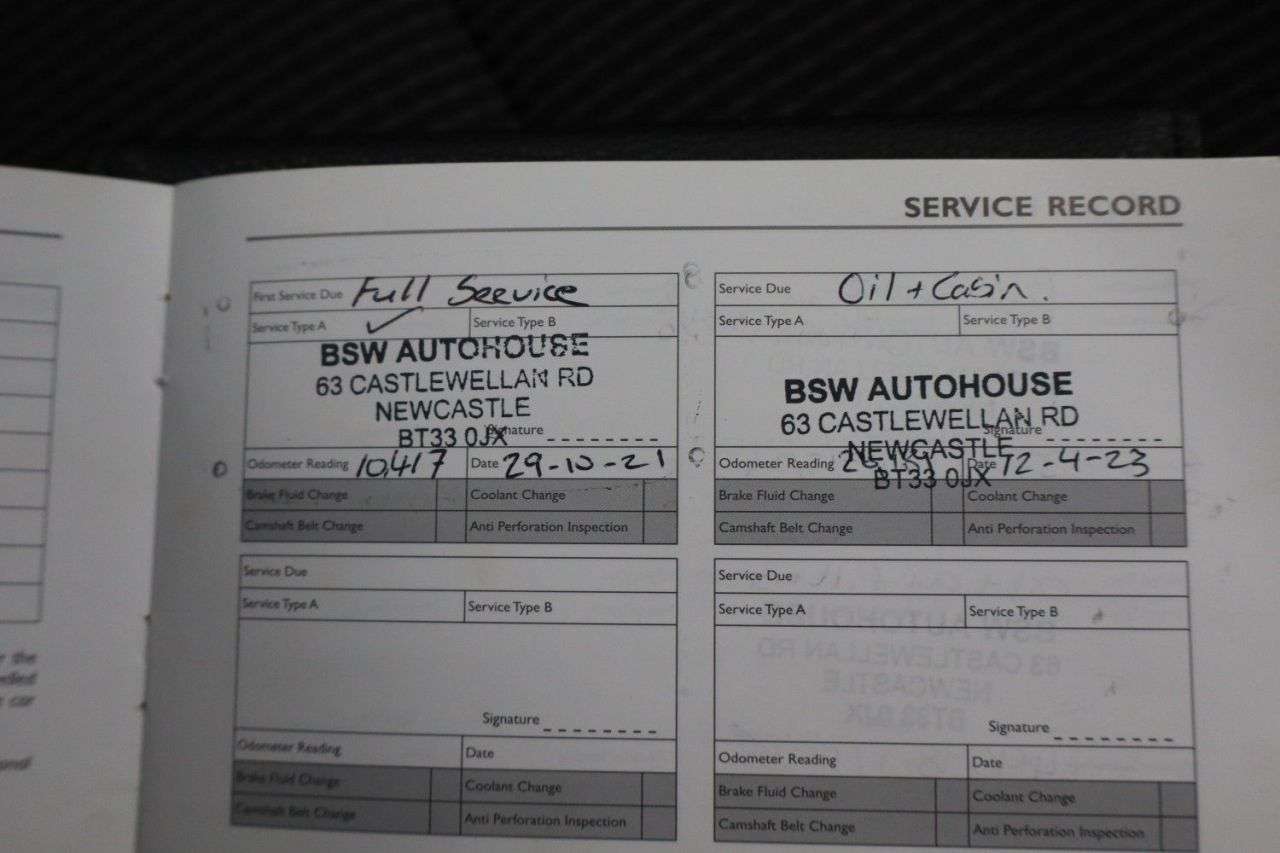 SERVICE RECORD
First Service Due Full Seevice
Service Type A ✓ Service Type B
BSW AUTOHOUSE
63 CASTLEWELLAN RD
NEWCASTLE
BT33 0JX
Signature
Odometer Reading 10,417 Date 29-10-21
Brake Fluid Change Coolant Change
Camshaft Belt Change Anti Perforation Inspection
Service Due Oil + Cabin.
Service Type A Service Type B
BSW AUTOHOUSE
63 CASTLEWELLAN RD
Signature
NEWCASTLE
Odometer Reading Date 12-4-23
BT33 0JX
Brake Fluid Change Coolant Change
Camshaft Belt Change Anti Perforation Inspection
Service Due
Service Type A Service Type B
Signature
Odometer Reading Date
Brake Fluid Change Coolant Change
Camshaft Belt Change Anti Perforation Inspection
Service Due
Service Type A Service Type B
Signature
Odometer Reading Date
Brake Fluid Change Coolant Change
Camshaft Belt Change Anti Perforation Inspection
the
car